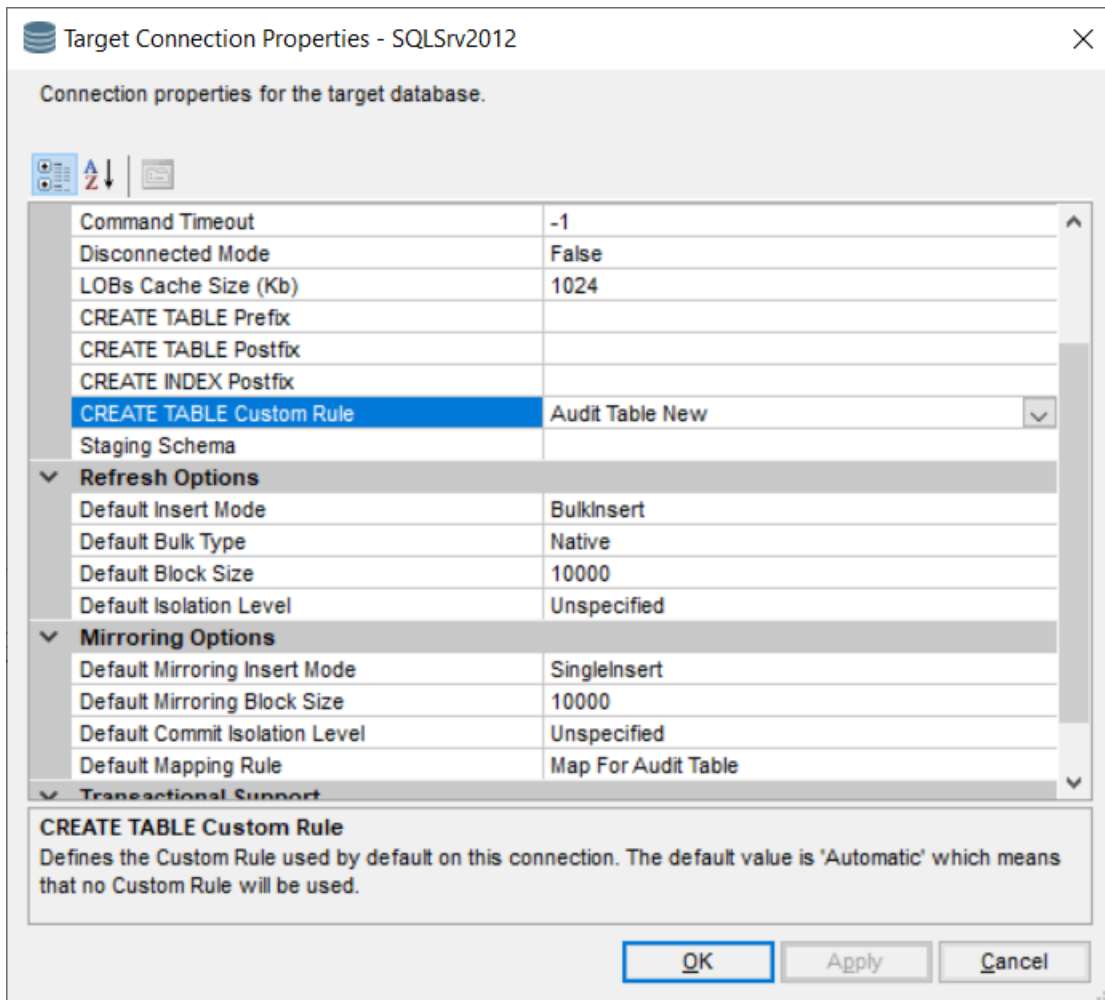 Target Connection Properties - SQLSrv2012
Connection properties for the target database.
A
Z
Command Timeout -1
Disconnected Mode False
LOBs Cache Size (Kb) 1024
CREATE TABLE Prefix
CREATE TABLE Postfix
CREATE INDEX Postfix
CREATE TABLE Custom Rule Audit Table New
Staging Schema
Refresh Options
Default Insert Mode BulkInsert
Default Bulk Type Native
Default Block Size 10000
Default Isolation Level Unspecified
Mirroring Options
Default Mirroring Insert Mode SingleInsert
Default Mirroring Block Size 10000
Default Commit Isolation Level Unspecified
Default Mapping Rule Map For Audit Table
Transactional Support
CREATE TABLE Custom Rule
Defines the Custom Rule used by default on this connection. The default value is 'Automatic' which means
that no Custom Rule will be used.
OK Apply Cancel